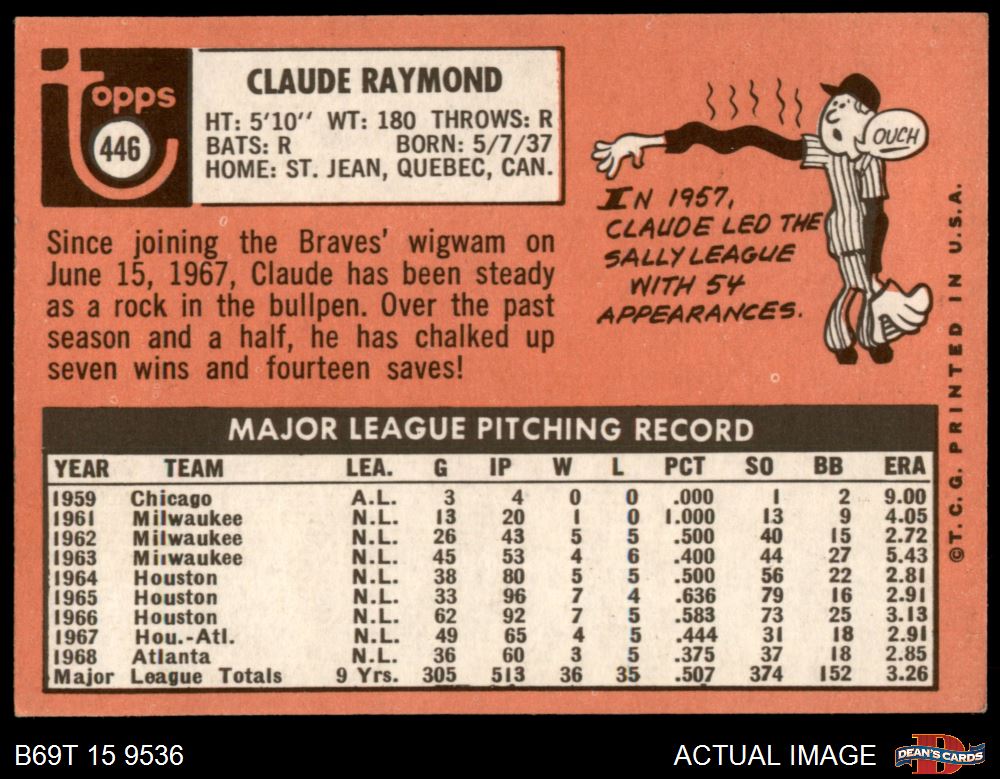 Topps
446
CLAUDE RAYMOND
HT: 5'10" WT: 180 THROWS: R
BATS: R BORN: 5/7/37
HOME: ST. JEAN, QUEBEC, CAN.
OUCH
Since joining the Braves' wigwam on
June 15, 1967, Claude has been steady
as a rock in the bullpen. Over the past
season and a half, he has chalked up
seven wins and fourteen saves!
IN 1957,
CLAUDE LED THE
SALLY LEAGUE
WITH 54
APPEARANCES.
©T. C. G. PRINTED IN U.S.A.
MAJOR LEAGUE PITCHING RECORD
YEAR TEAM LEA. G IP W L PCT SO BB ERA
1959 Chicago A.L. 3 4 0 0 .000 1 2 9.00
1961 Milwaukee N.L. 13 20 1 0 1.000 13 9 4.05
1962 Milwaukee N.L. 26 43 5 5 .500 40 15 2.72
1963 Milwaukee N.L. 45 53 4 6 .400 44 27 5.43
1964 Houston N.L. 38 80 5 5 .500 56 22 2.81
1965 Houston N.L. 33 96 7 4 .636 79 16 2.91
1966 Houston N.L. 62 92 7 5 .583 73 25 3.13
1967 Hou.-Atl. N.L. 49 65 4 5 .444 31 18 2.91
1968 Atlanta N.L. 36 60 3 5 .375 37 18 2.85
Major League Totals 9 Yrs. 305 513 36 35 .507 374 152 3.26
B69T 15 9536
ACTUAL IMAGE
DEAN'S CARDS